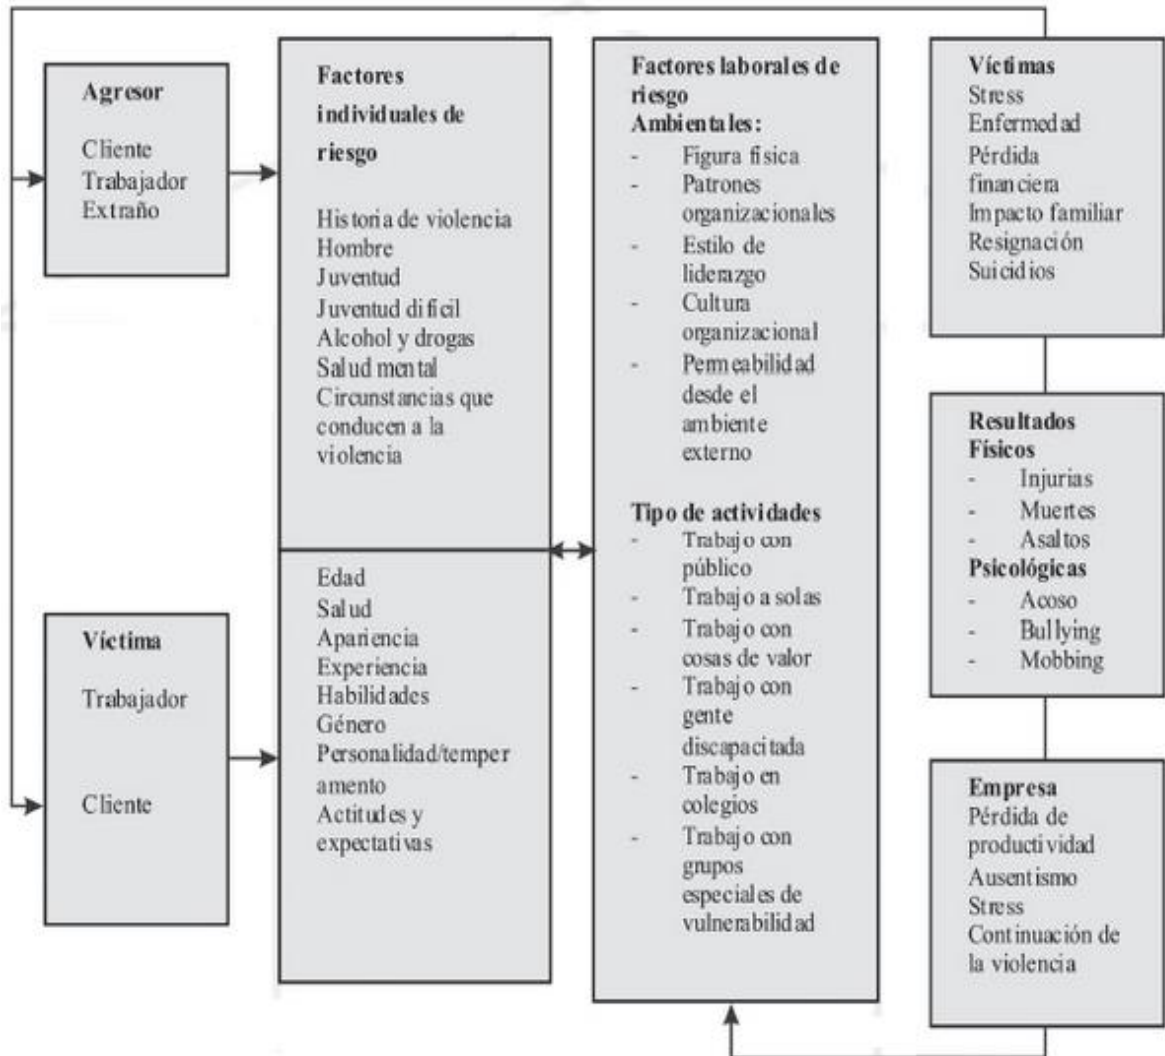 Agresor
Cliente
Trabajador
Extraño
Víctima
Trabajador
Cliente
Factores
individuales de
riesgo
Historia de violencia
Hombre
Juventud
Juventud difícil
Alcohol y drogas
Salud mental
Circunstancias que
conducen a la
violencia
Edad
Salud
Apariencia
Experiencia
Habilidades
Género
Personalidad/temper
amento
Actitudes y
expectativas
Factores laborales de
riesgo
Ambientales:
- Figura física
- Patrones
organizacionales
- Estilo de
liderazgo
- Cultura
organizacional
- Permeabilidad
desde el
ambiente
externo
Tipo de actividades
- Trabajo con
público
- Trabajo a solas
- Trabajo con
cosas de valor
- Trabajo con
gente
discapacitada
- Trabajo en
colegios
- Trabajo con
grupos
especiales de
vulnerabilidad
Víctimas
Stress
Enfermedad
Pérdida
financiera
Impacto familiar
Resignación
Suicidios
Resultados
Físicos
- Injurias
- Muertes
- Asaltos
Psicológicas
- Acoso
- Bullying
- Mobbing
Empresa
Pérdida de
productividad
Ausentismo
Stress
Continuación de
la violencia